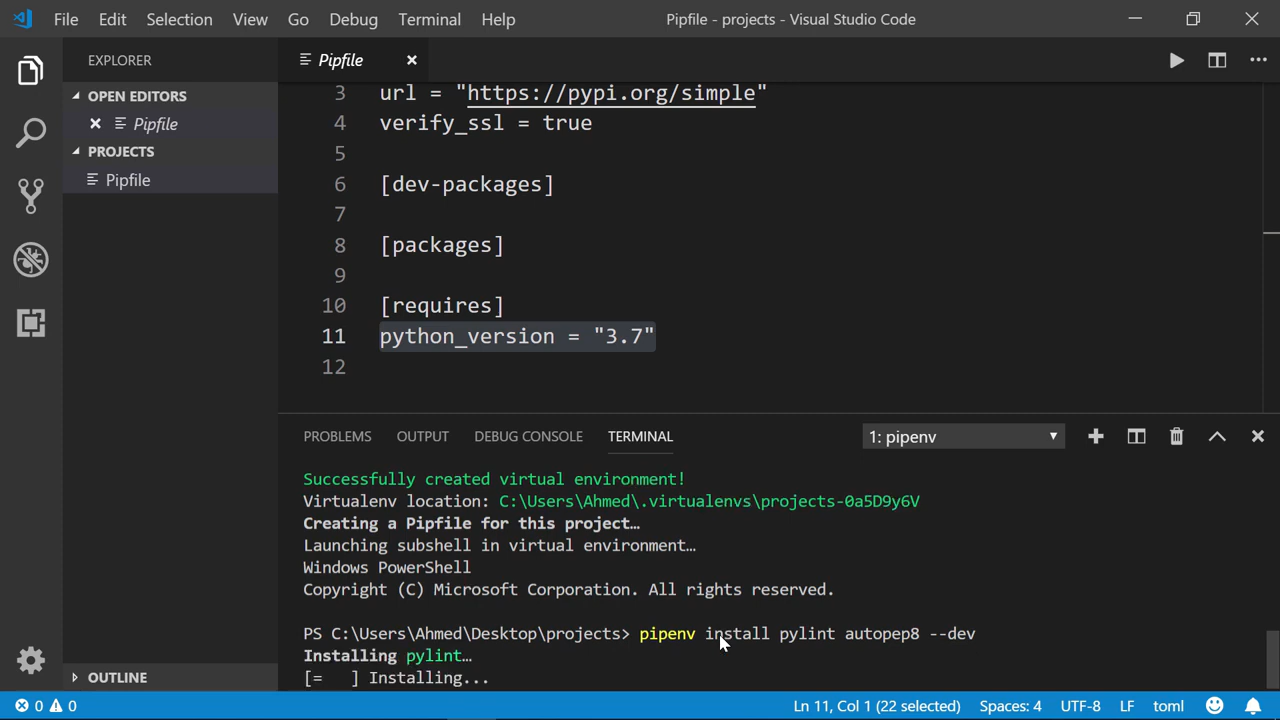 File Edit Selection View Go Debug Terminal Help Pipfile - projects - Visual Studio Code
EXPLORER
OPEN EDITORS
Pipfile
PROJECTS
Pipfile
OUTLINE
Pipfile
3 url = "https://pypi.org/simple"
4 verify_ssl = true
5
6 [dev-packages]
7
8 [packages]
9
10 [requires]
11 python_version = "3.7"
12
PROBLEMS OUTPUT DEBUG CONSOLE TERMINAL 1: pipenv
Successfully created virtual environment!
Virtualenv location: C:\Users\Ahmed\.virtualenvs\projects-0a5D9y6V
Creating a Pipfile for this project…
Launching subshell in virtual environment…
Windows PowerShell
Copyright (C) Microsoft Corporation. All rights reserved.
PS C:\Users\Ahmed\Desktop\projects> pipenv install pylint autopep8 --dev
Installing pylint…
[=   ] Installing...
0 0 Ln 11, Col 1 (22 selected) Spaces: 4 UTF-8 LF toml